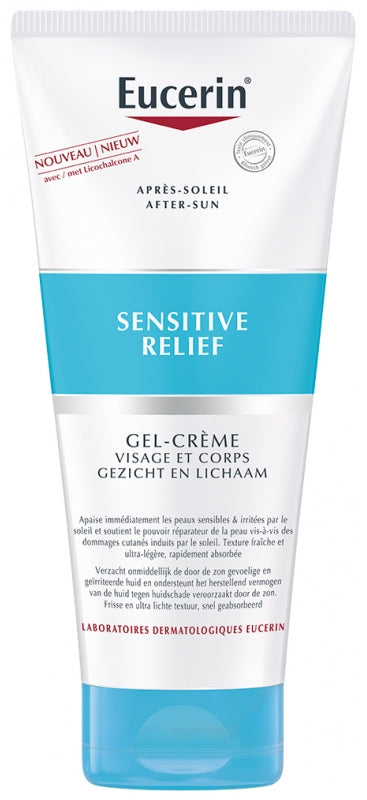 Eucerin®
NOUVEAU | NIEUW
avec / met Licochalcone A
Eucerin
APRÈS-SOLEIL
AFTER-SUN
SENSITIVE
RELIEF
GEL-CRÈME
VISAGE ET CORPS
GEZICHT EN LICHAAM
Apaise immédiatement les peaux sensibles & irritées par le
soleil et soutient le pouvoir réparateur de la peau vis-à-vis des
dommages cutanés induits par le soleil. Texture fraîche et
ultra-légère, rapidement absorbée
Verzacht onmiddellijk de door de zon gevoelige en
geïrriteerde huid en ondersteunt het herstellend vermogen
van de huid tegen huidschade veroorzaakt door de zon.
Frisse en ultra lichte textuur, snel geabsorbeerd
LABORATOIRES DERMATOLOGIQUES EUCERIN